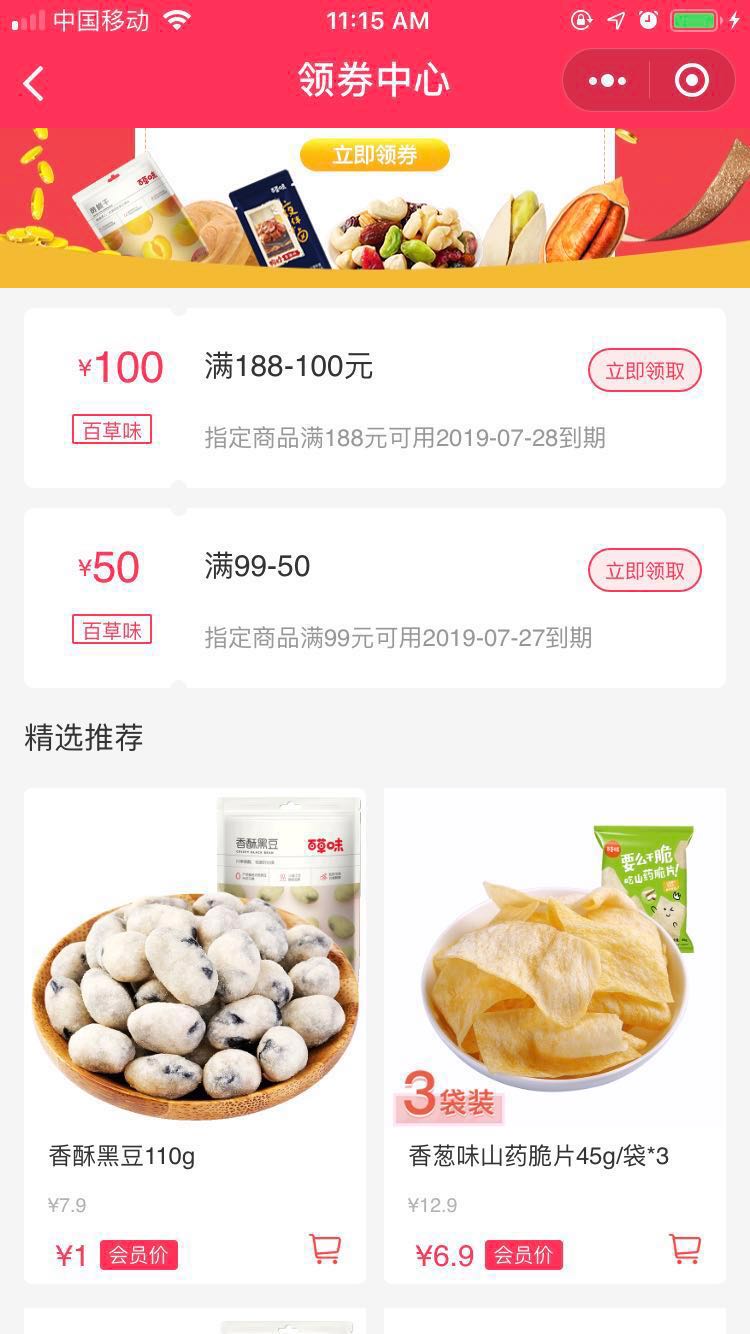 中国移动
11:15 AM
领券中心
立即领券
百草味
¥100
满188-100元
立即领取
百草味
指定商品满188元可用2019-07-28到期
¥50
满99-50
立即领取
百草味
指定商品满99元可用2019-07-27到期
精选推荐
香酥黑豆
百草味
要么干脆
吃山药脆片!
3袋装
香酥黑豆110g
香葱味山药脆片45g/袋*3
¥7.9
¥12.9
¥1 会员价
¥6.9 会员价